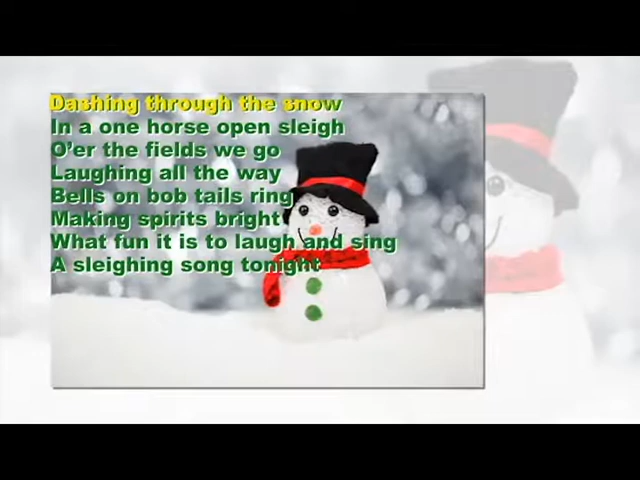 Dashing through the snow
In a one horse open sleigh
O'er the fields we go
Laughing all the way
Bells on bob tails ring
Making spirits bright
What fun it is to laugh and sing
A sleighing song tonight